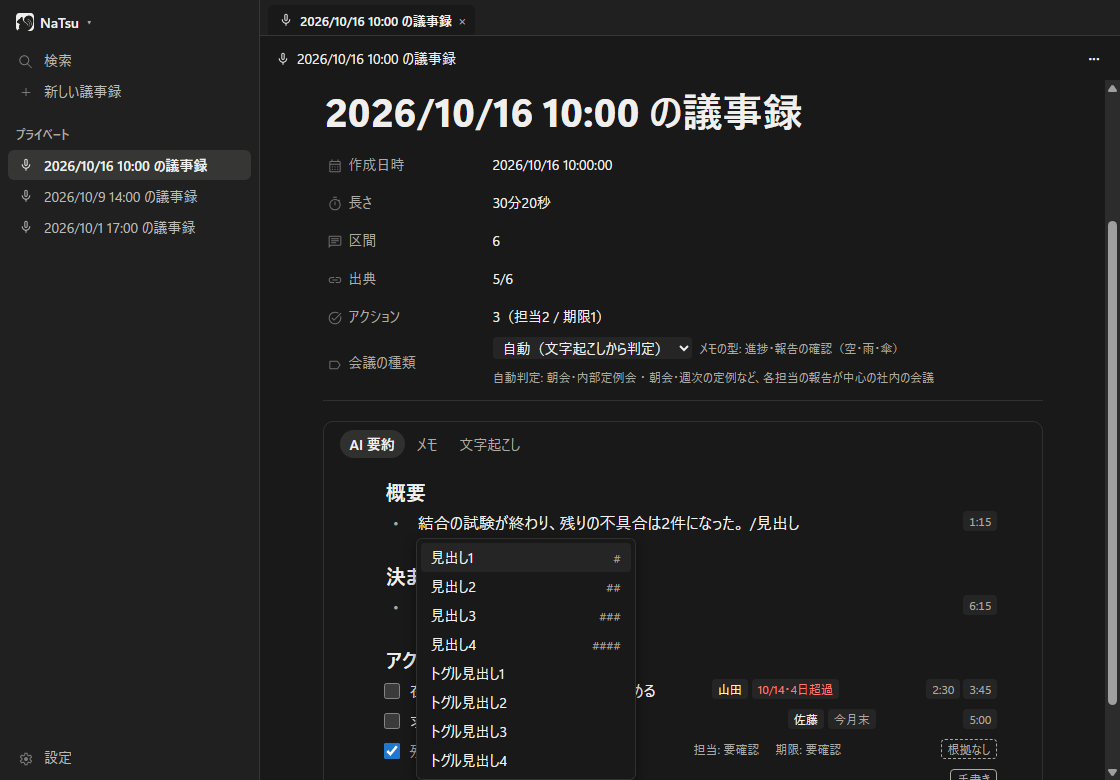 NaTsu
検索
新しい議事録
プライベート
2026/10/16 10:00 の議事録
2026/10/9 14:00 の議事録
2026/10/1 17:00 の議事録
設定
2026/10/16 10:00 の議事録 ×
2026/10/16 10:00 の議事録
2026/10/16 10:00 の議事録
作成日時 2026/10/16 10:00:00
長さ 30分20秒
区間 6
出典 5/6
アクション 3（担当2 / 期限1）
会議の種類 自動（文字起こしから判定） メモの型: 進捗・報告の確認（空・雨・傘）
自動判定: 朝会・内部定例会・朝会・週次の定例など、各担当の報告が中心の社内の会議
AI 要約 メモ 文字起こし
概要
• 結合の試験が終わり、残りの不具合は2件になった。 /見出し 1:15
見出し1 #
見出し2 ##
見出し3 ###
見出し4 ####
トグル見出し1
トグル見出し2
トグル見出し3
トグル見出し4
決
• 6:15
アク
める 山田 10/14・4日超過 2:30 3:45
佐藤 今月末 5:00
担当: 要確認 期限: 要確認 根拠なし
手書き